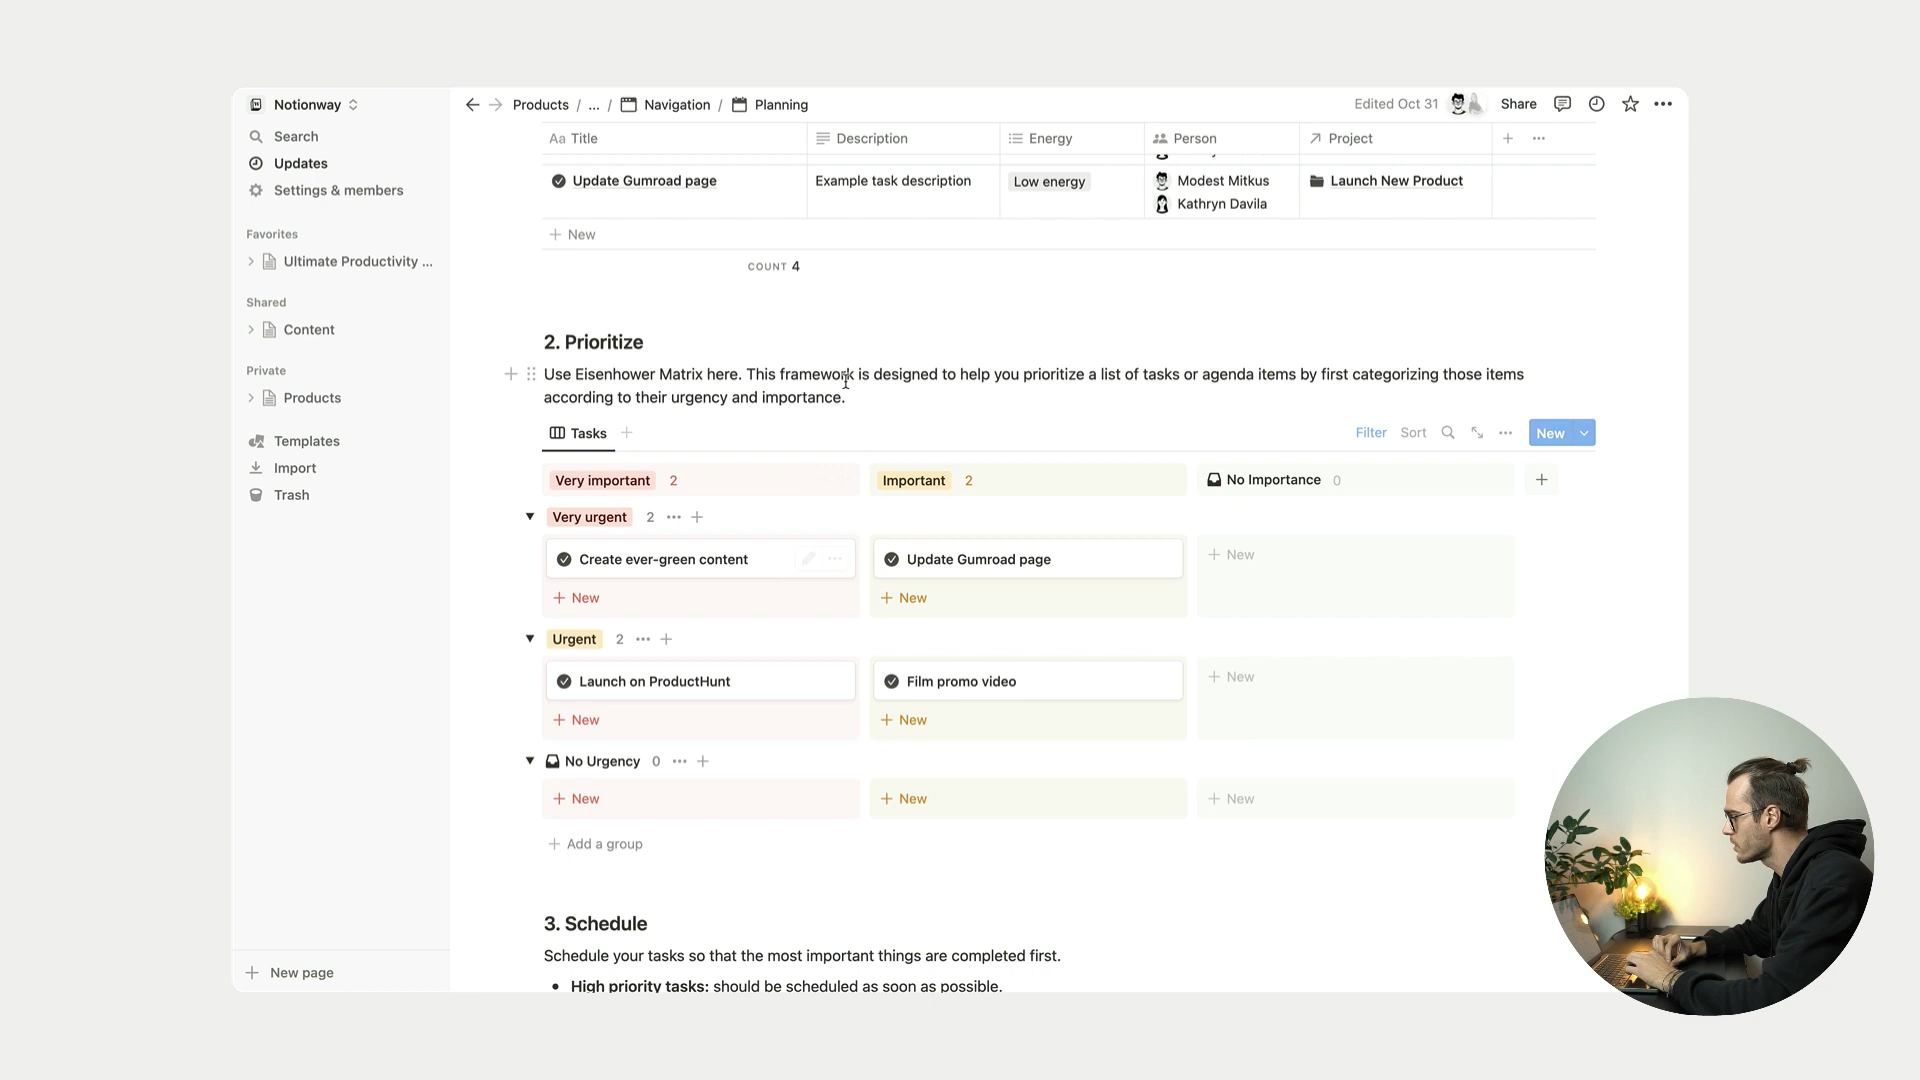 Notionway
Search
Updates
Settings & members
Favorites
Ultimate Productivity ...
Shared
Content
Private
Products
Templates
Import
Trash
New page
Products / ... / Navigation / Planning
Edited Oct 31
Share
Aa Title
Description
Energy
Person
Project
Update Gumroad page
Example task description
Low energy
Modest Mitkus
Kathryn Davila
Launch New Product
New
COUNT 4
2. Prioritize
Use Eisenhower Matrix here. This framework is designed to help you prioritize a list of tasks or agenda items by first categorizing those items
according to their urgency and importance.
Tasks
Filter
Sort
New
Very important 2
Important 2
No Importance 0
Very urgent 2
Create ever-green content
Update Gumroad page
New
New
New
Urgent 2
Launch on ProductHunt
Film promo video
New
New
New
No Urgency 0
New
New
New
Add a group
3. Schedule
Schedule your tasks so that the most important things are completed first.
• High priority tasks: should be scheduled as soon as possible.